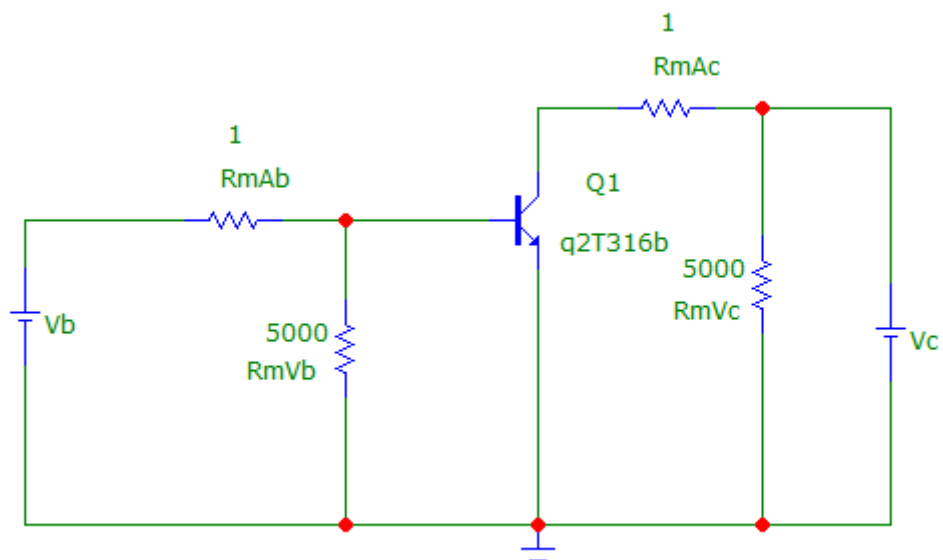 1
RmAc
1
RmAb
Q1
q2T316b
5000
RmVc
Vb
5000
RmVb
Vc